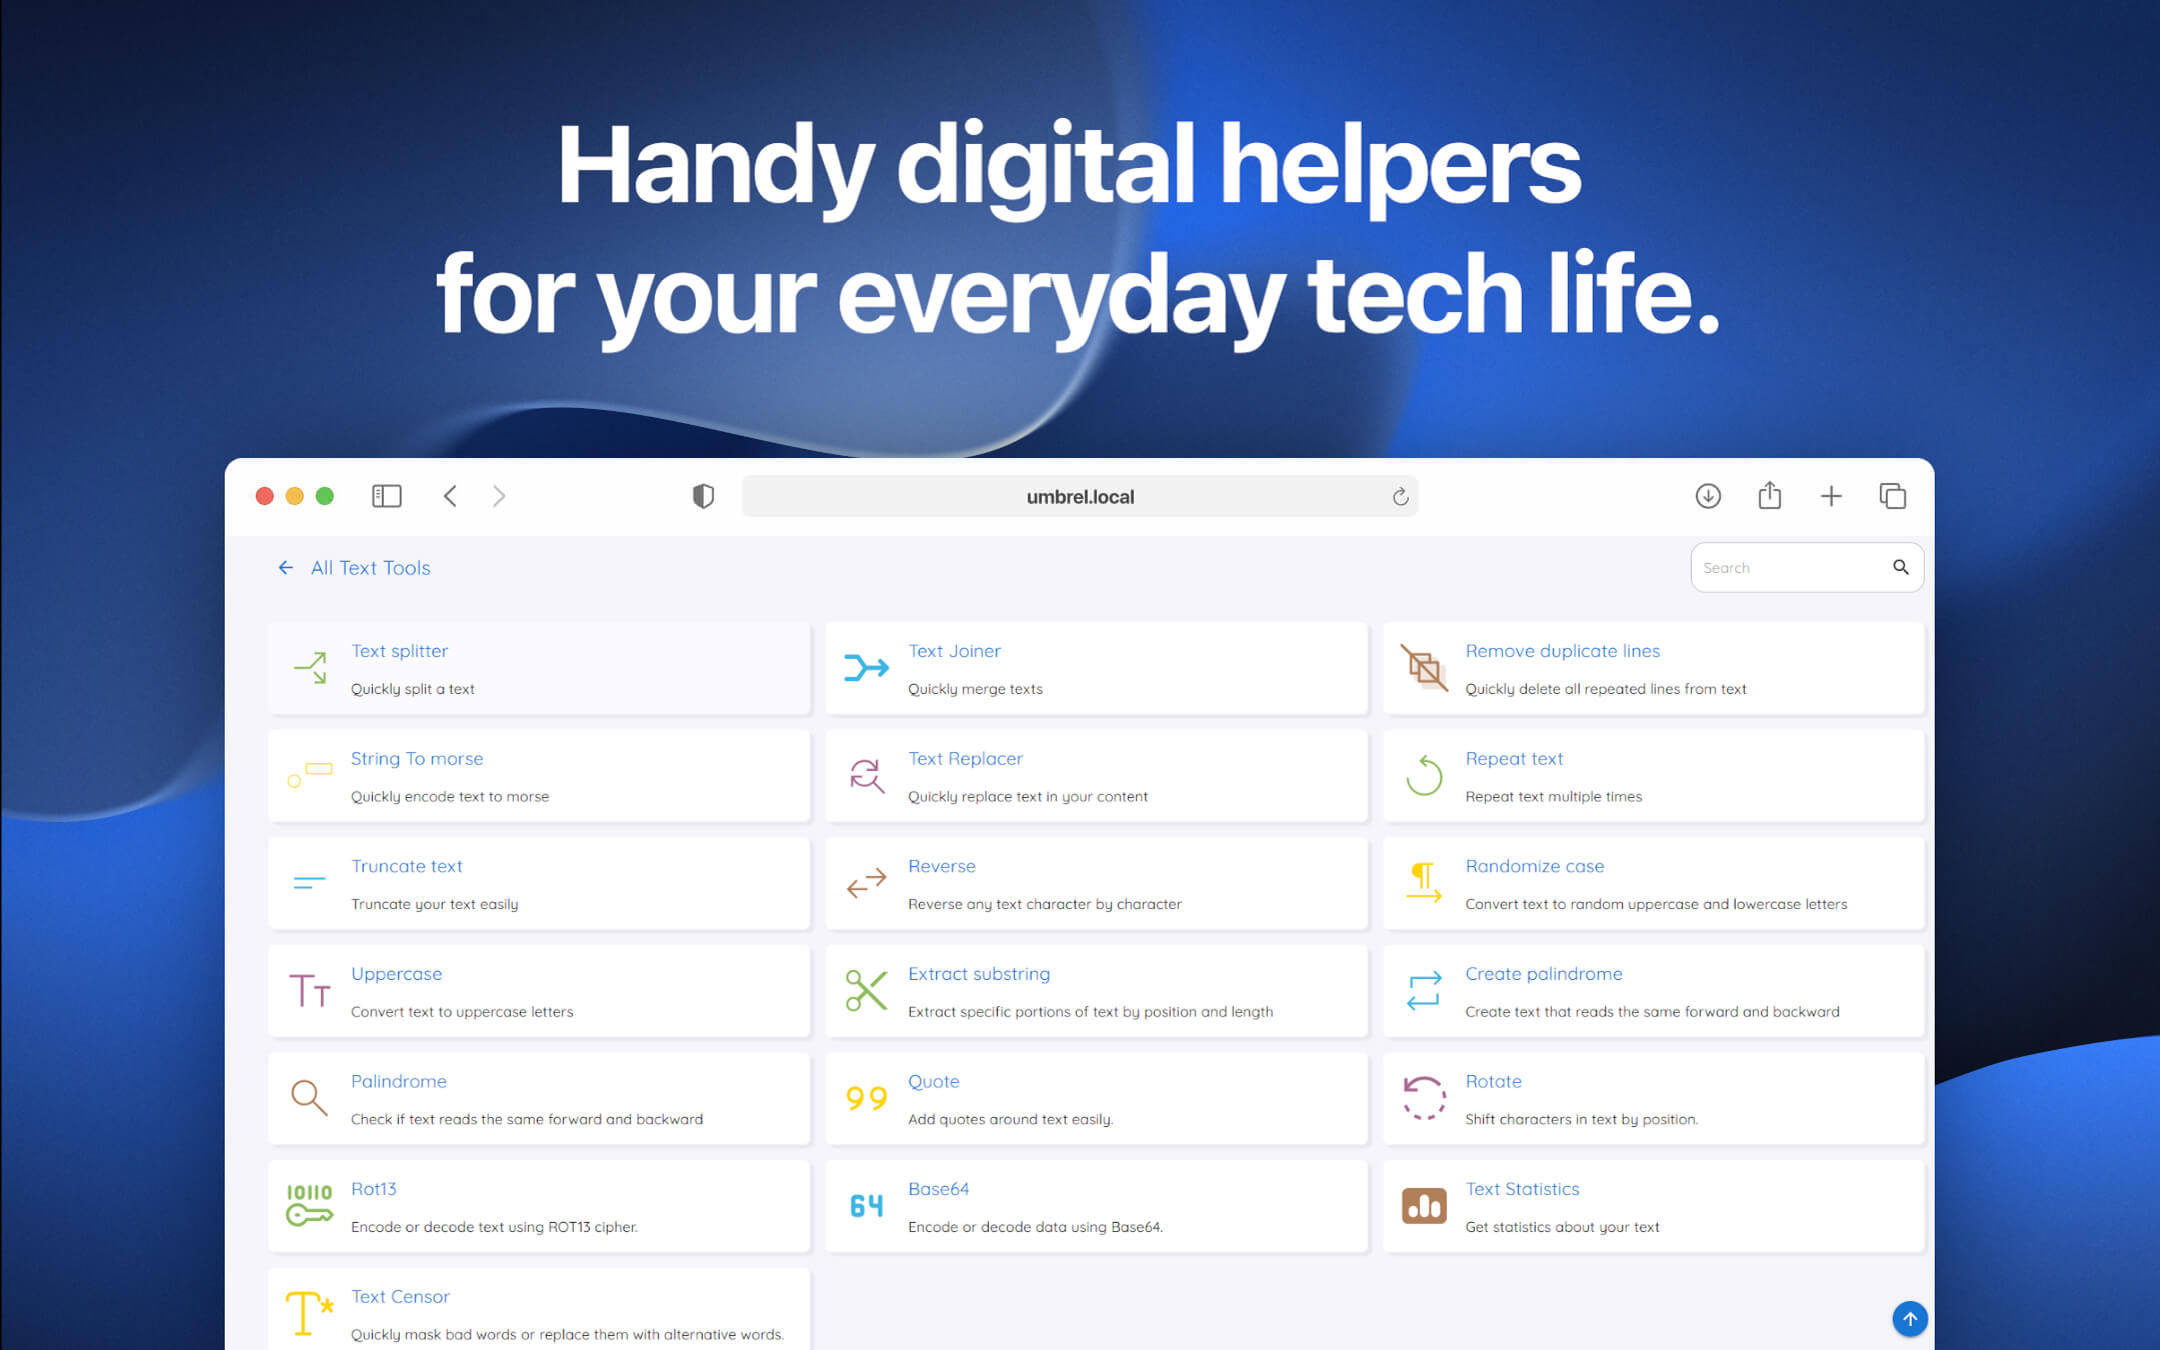 Handy digital helpers
for your everyday tech life.
umbrel.local
All Text Tools
Search
Text splitter
Quickly split a text
Text Joiner
Quickly merge texts
Remove duplicate lines
Quickly delete all repeated lines from text
String To morse
Quickly encode text to morse
Text Replacer
Quickly replace text in your content
Repeat text
Repeat text multiple times
Truncate text
Truncate your text easily
Reverse
Reverse any text character by character
Randomize case
Convert text to random uppercase and lowercase letters
Uppercase
Convert text to uppercase letters
Extract substring
Extract specific portions of text by position and length
Create palindrome
Create text that reads the same forward and backward
Palindrome
Check if text reads the same forward and backward
Quote
Add quotes around text easily.
Rotate
Shift characters in text by position.
10110
Rot13
Encode or decode text using ROT13 cipher.
64
Base64
Encode or decode data using Base64.
Text Statistics
Get statistics about your text
Text Censor
Quickly mask bad words or replace them with alternative words.